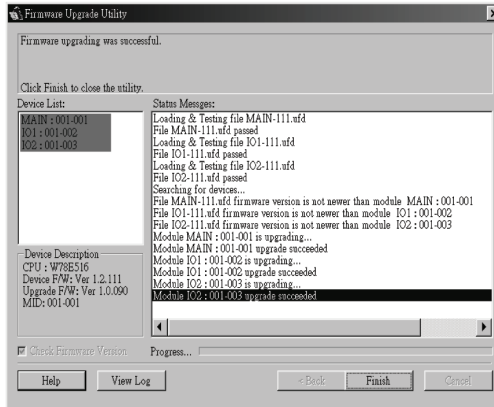 Firmware Upgrade Utility
Firmware upgrading was successful.
Click Finish to close the utility.
Device List:
MAIN : 001-001
IO1 : 001-002
IO2 : 001-003
Device Description
CPU : W78E516
Device F/W: Ver 1.2.111
Upgrade F/W: Ver 1.0.090
MID: 001-001
Status Messges:
Loading & Testing file MAIN-111.ufd
File MAIN-111.ufd passed
Loading & Testing file IO1-111.ufd
File IO1-111.ufd passed
Loading & Testing file IO2-111.ufd
File IO2-111.ufd passed
Searching for devices...
File MAIN-111.ufd firmware version is not newer than module MAIN : 001-001
File IO1-111.ufd firmware version is not newer than module IO1 : 001-002
File IO2-111.ufd firmware version is not newer than module IO2 : 001-003
Module MAIN : 001-001 is upgrading...
Module MAIN : 001-001 upgrade succeeded
Module IO1 : 001-002 is upgrading...
Module IO1 : 001-002 upgrade succeeded
Module IO2 : 001-003 is upgrading...
Module IO2 : 001-003 upgrade succeeded
Check Firmware Version
Progress...
Help
View Log
< Back
Finish
Cancel